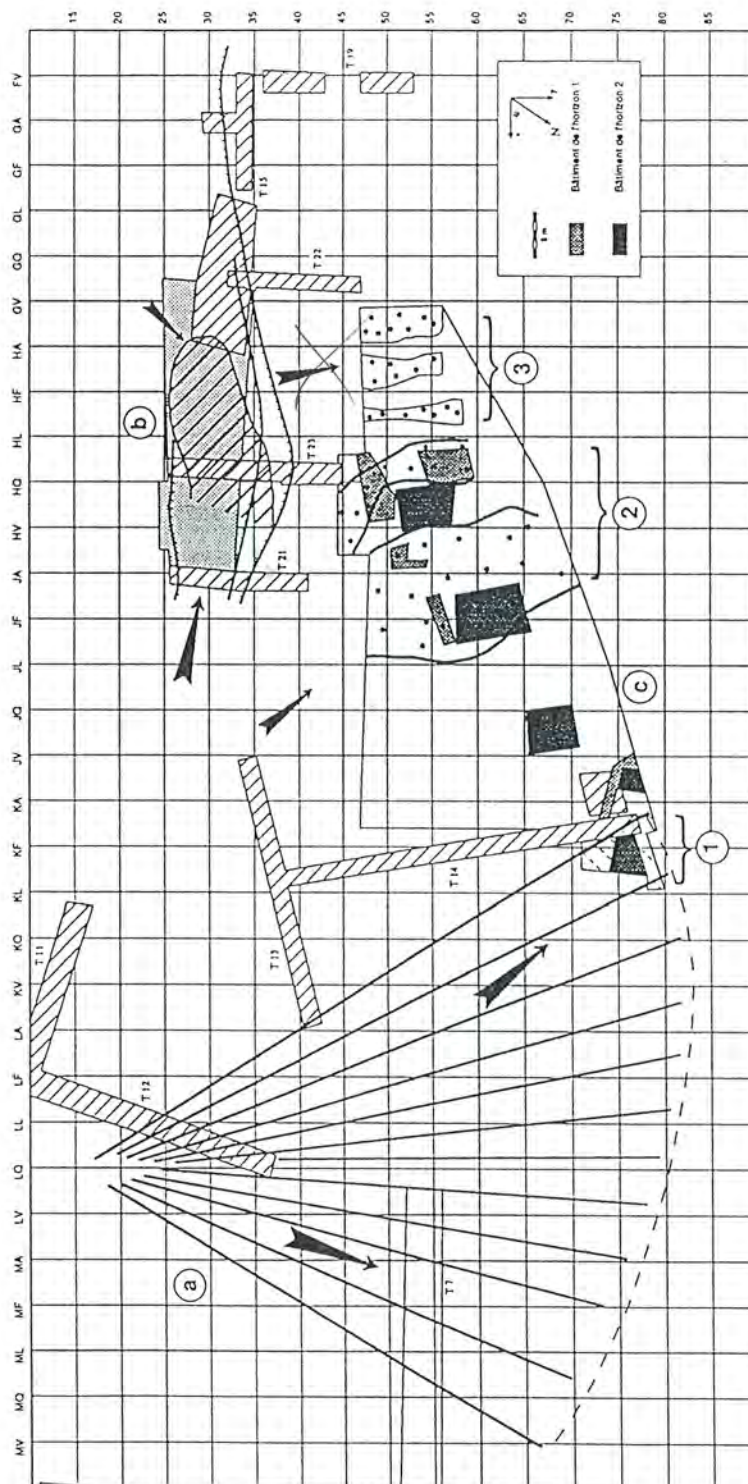 15
20
25
30
35
40
45
50
55
60
65
70
75
80
85
FV
GA
GF
GL
GQ
GV
HA
HF
HL
HQ
HV
JA
JF
JL
JQ
JV
KA
KF
KL
KQ
KV
LA
LF
LL
LQ
LV
MA
MF
ML
MQ
MV
T 19
T 15
T 22
T 23
T 21
T 14
T 13
T 11
T 12
T 7
a
b
c
1
2
3
N
5 m
Bâtiment de l'horizon 1
Bâtiment de l'horizon 2